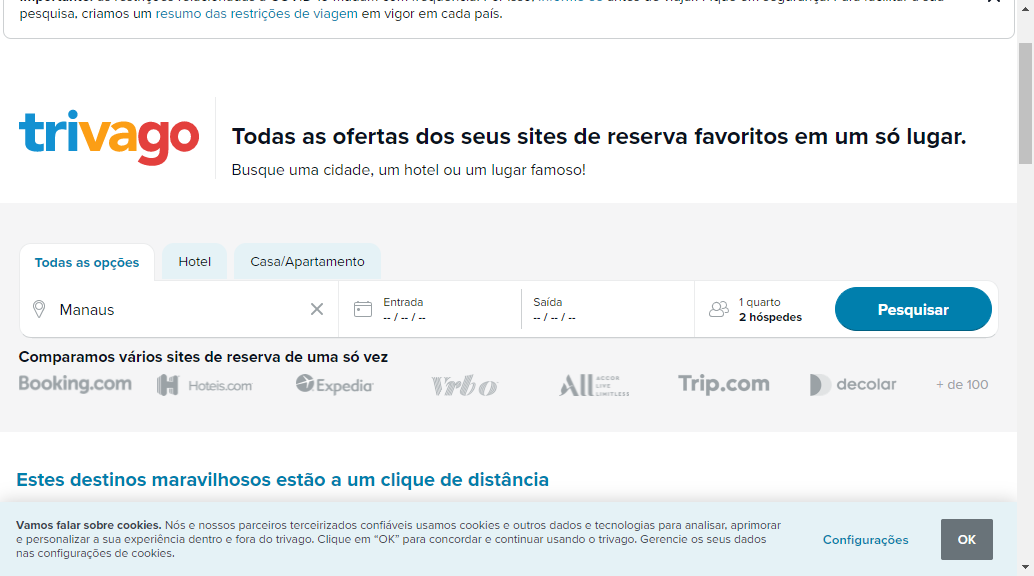 pesquisa, criamos um resumo das restrições de viagem em vigor em cada país.
trivago
Todas as ofertas dos seus sites de reserva favoritos em um só lugar.
Busque uma cidade, um hotel ou um lugar famoso!
Todas as opções
Hotel
Casa/Apartamento
Manaus
Entrada
-- / -- / --
Saída
-- / -- / --
1 quarto
2 hóspedes
Pesquisar
Comparamos vários sites de reserva de uma só vez
Booking.com
Hoteis.com
Expedia
Vrbo
All ACCOR LIVE LIMITLESS
Trip.com
decolar
+ de 100
Estes destinos maravilhosos estão a um clique de distância
Vamos falar sobre cookies. Nós e nossos parceiros terceirizados confiáveis usamos cookies e outros dados e tecnologias para analisar, aprimorar
e personalizar a sua experiência dentro e fora do trivago. Clique em “OK” para concordar e continuar usando o trivago. Gerencie os seus dados
nas configurações de cookies.
Configurações
OK